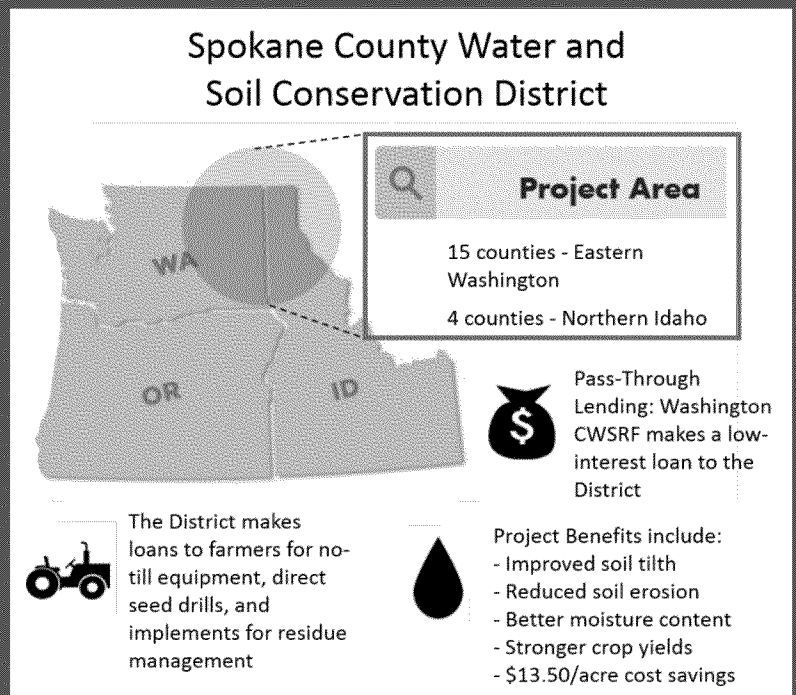 Spokane County Water and
Soil Conservation District
Project Area
15 counties - Eastern
Washington
4 counties - Northern Idaho
WA
OR
ID
$
Pass-Through
Lending: Washington
CWSRF makes a low-
interest loan to the
District
The District makes
loans to farmers for no-
till equipment, direct
seed drills, and
implements for residue
management
Project Benefits include:
- Improved soil tilth
- Reduced soil erosion
- Better moisture content
- Stronger crop yields
- $13.50/acre cost savings